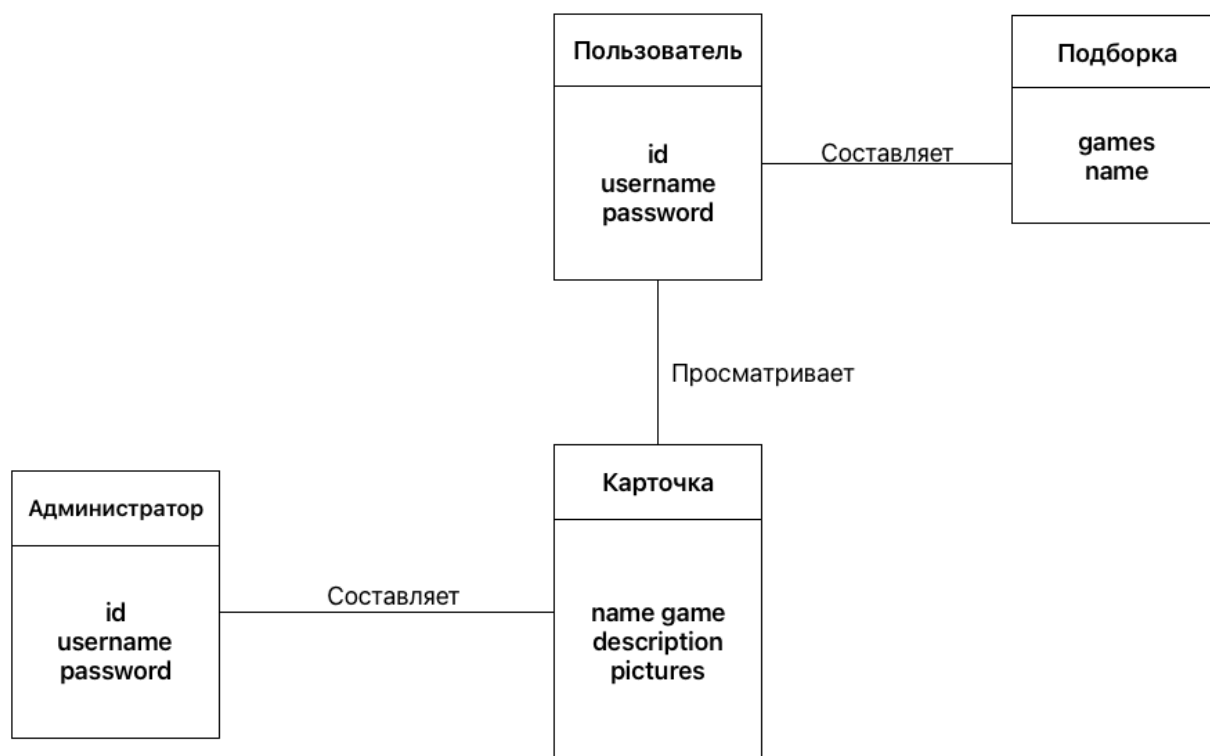 Пользователь
id
username
password
Составляет
Подборка
games
name
Просматривает
Администратор
id
username
password
Составляет
Карточка
name game
description
pictures